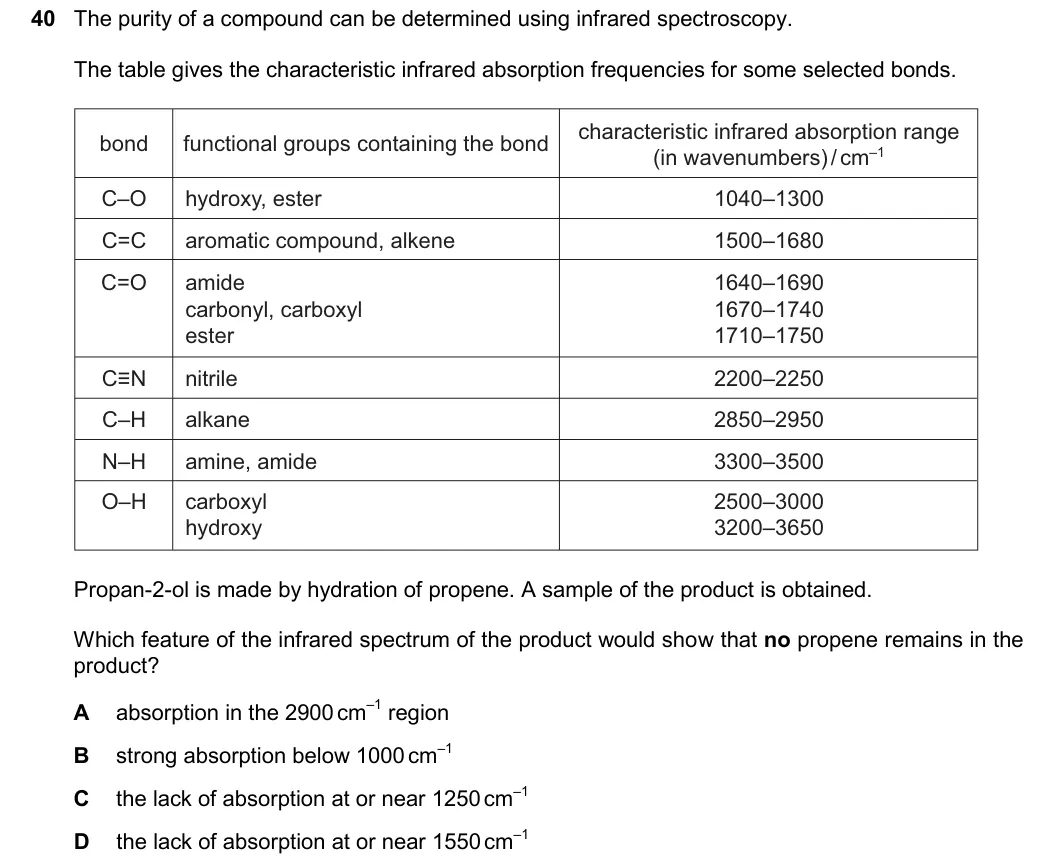 40 The purity of a compound can be determined using infrared spectroscopy.
The table gives the characteristic infrared absorption frequencies for some selected bonds.
bond functional groups containing the bond characteristic infrared absorption range (in wavenumbers)/cm⁻¹
C–O hydroxy, ester 1040–1300
C=C aromatic compound, alkene 1500–1680
C=O amide 1640–1690
carbonyl, carboxyl 1670–1740
ester 1710–1750
C≡N nitrile 2200–2250
C–H alkane 2850–2950
N–H amine, amide 3300–3500
O–H carboxyl 2500–3000
hydroxy 3200–3650
Propan-2-ol is made by hydration of propene. A sample of the product is obtained.
Which feature of the infrared spectrum of the product would show that no propene remains in the
product?
A absorption in the 2900 cm⁻¹ region
B strong absorption below 1000 cm⁻¹
C the lack of absorption at or near 1250 cm⁻¹
D the lack of absorption at or near 1550 cm⁻¹